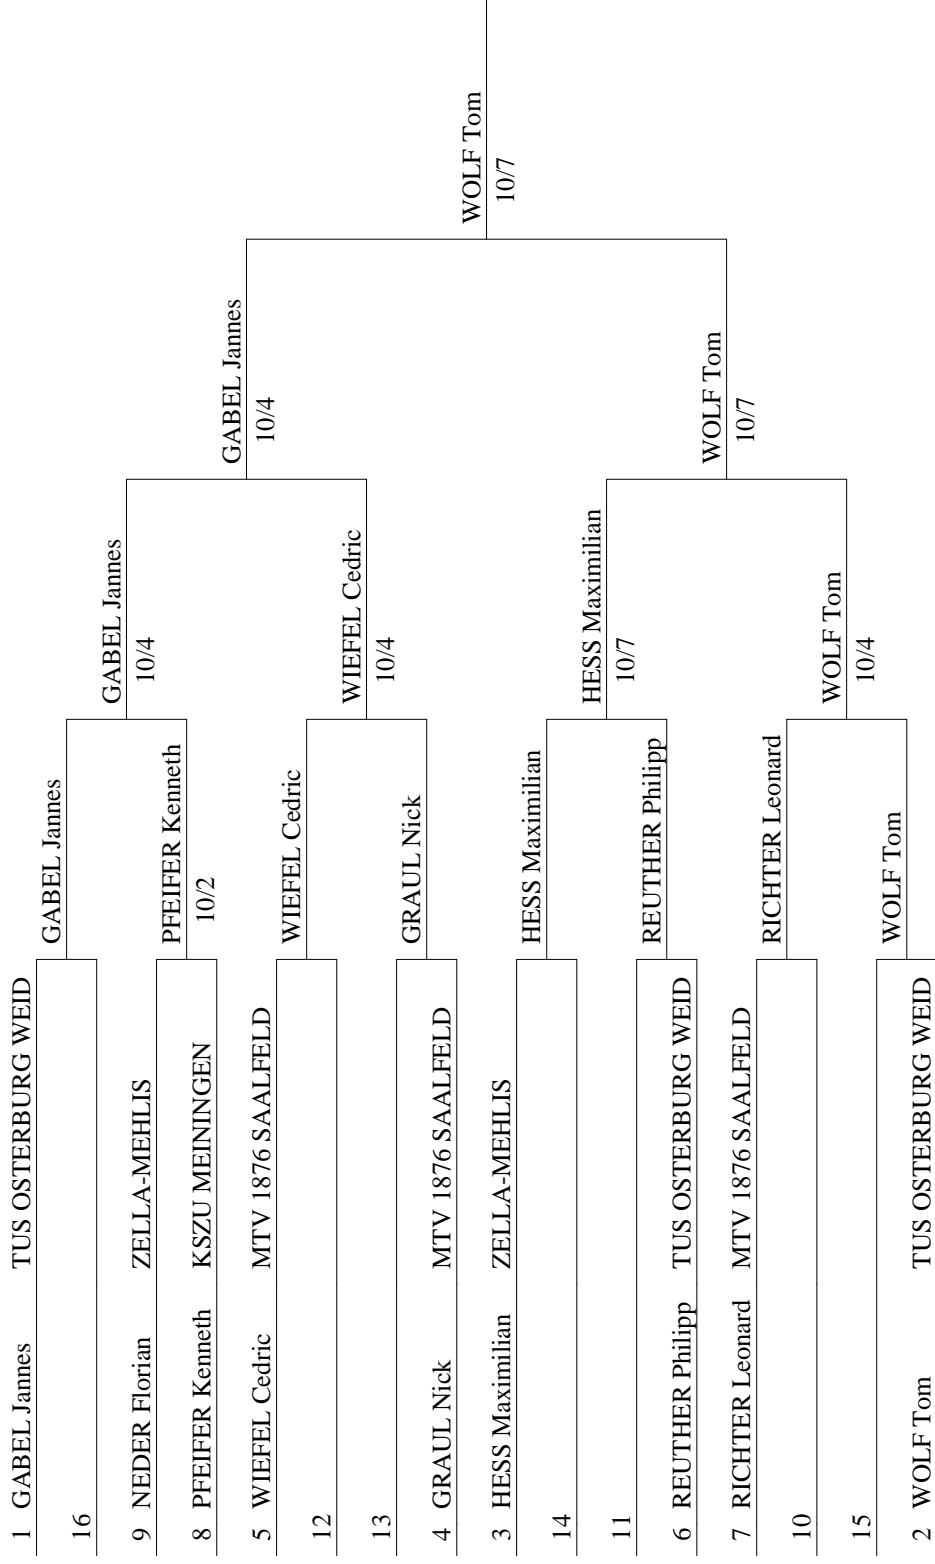 1 GABEL Jannes TUS OSTERBURG WEID
16
9 NEDER Florian ZELLA-MEHLIS
8 PFEIFER Kenneth KSZU MEININGEN
5 WIEFEL Cedric MTV 1876 SAALFELD
12
13
4 GRAUL Nick MTV 1876 SAALFELD
3 HESS Maximilian ZELLA-MEHLIS
14
11
6 REUTHER Philipp TUS OSTERBURG WEID
7 RICHTER Leonard MTV 1876 SAALFELD
10
15
2 WOLF Tom TUS OSTERBURG WEID
GABEL Jannes
PFEIFER Kenneth
10/2
WIEFEL Cedric
GRAUL Nick
HESS Maximilian
REUTHER Philipp
RICHTER Leonard
WOLF Tom
GABEL Jannes
10/4
WIEFEL Cedric
10/4
HESS Maximilian
10/7
WOLF Tom
10/4
GABEL Jannes
10/4
WOLF Tom
10/7
WOLF Tom
10/7